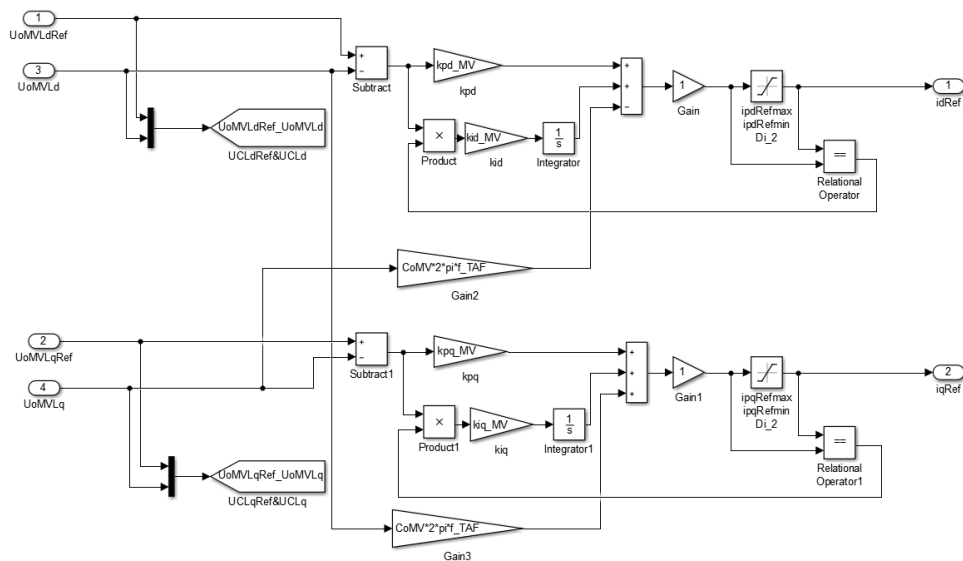 1
UoMVLdRef
3
UoMVLd
+
−
Subtract
UoMVLdRef_UoMVLd
UCLdRef&UCLd
kpd_MV
kpd
×
Product
kid_MV
kid
1
s
Integrator
+
+
−
1
Gain
ipdRefmax
ipdRefmin
Di_2
1
idRef
==
Relational
Operator
CoMV*2*pi*f_TAF
Gain2
2
UoMVLqRef
4
UoMVLq
+
−
Subtract1
UoMVLqRef_UoMVLq
UCLqRef&UCLq
kpq_MV
kpq
×
Product1
kiq_MV
kiq
1
s
Integrator1
+
+
+
1
Gain1
ipqRefmax
ipqRefmin
Di_2
2
iqRef
==
Relational
Operator1
CoMV*2*pi*f_TAF
Gain3